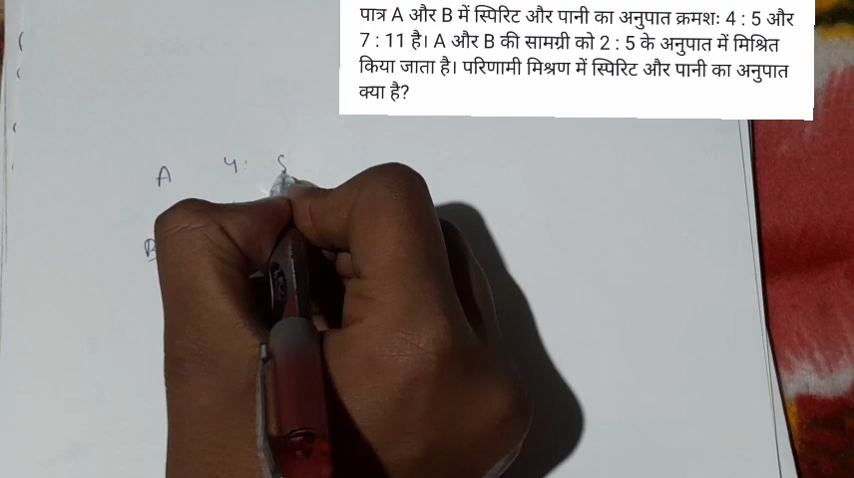 पात्र A और B में स्पिरिट और पानी का अनुपात क्रमशः 4 : 5 और
7 : 11 है। A और B की सामग्री को 2 : 5 के अनुपात में मिश्रित
किया जाता है। परिणामी मिश्रण में स्पिरिट और पानी का अनुपात
क्या है?
A 4 : 5
B